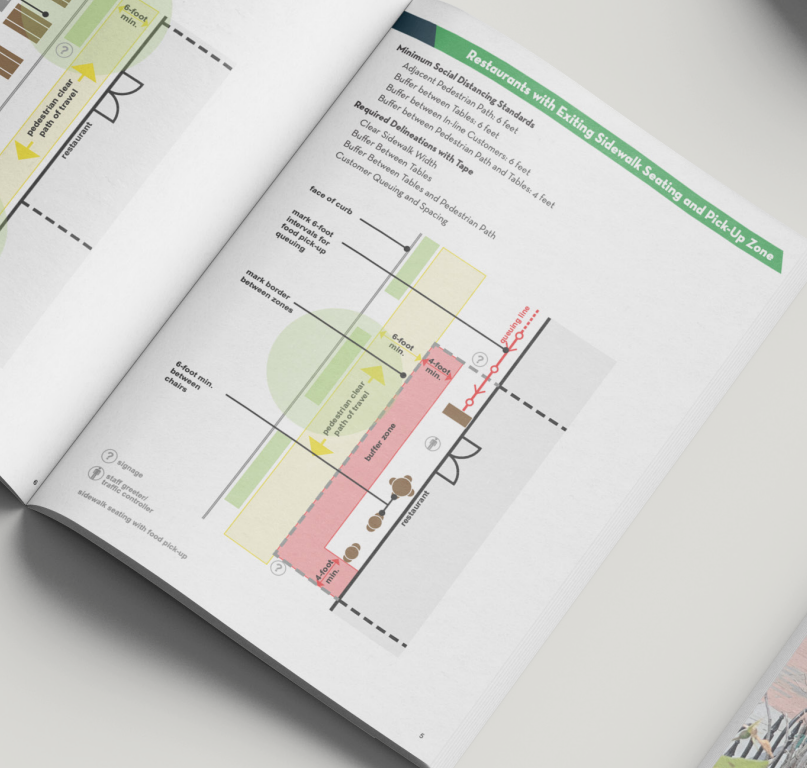 6-foot
min.
?
pedestrian clear
path of travel
restaurant
6
Restaurants with Exiting Sidewalk Seating and Pick-Up Zone
Minimum Social Distancing Standards
Adjacent Pedestrian Path, 6 feet
Buffer between Tables: 6 feet
Buffer between In-line Customers: 6 feet
Buffer between Pedestrian Path and Tables: 4 feet
Required Delineations with Tape
Clear Sidewalk Width
Buffer Between Tables
Buffer Between Tables and Pedestrian Path
Customer Queuing and Spacing
face of curb
mark 6-foot
intervals for
food pick-up
queuing
mark border
between zones
6-foot min.
between
chairs
queuing line
6-foot
min.
4-foot
min.
?
pedestrian clear
path of travel
buffer zone
restaurant
4-foot
min.
?
? signage
staff greeter/
traffic controller
sidewalk seating with food pick-up
5